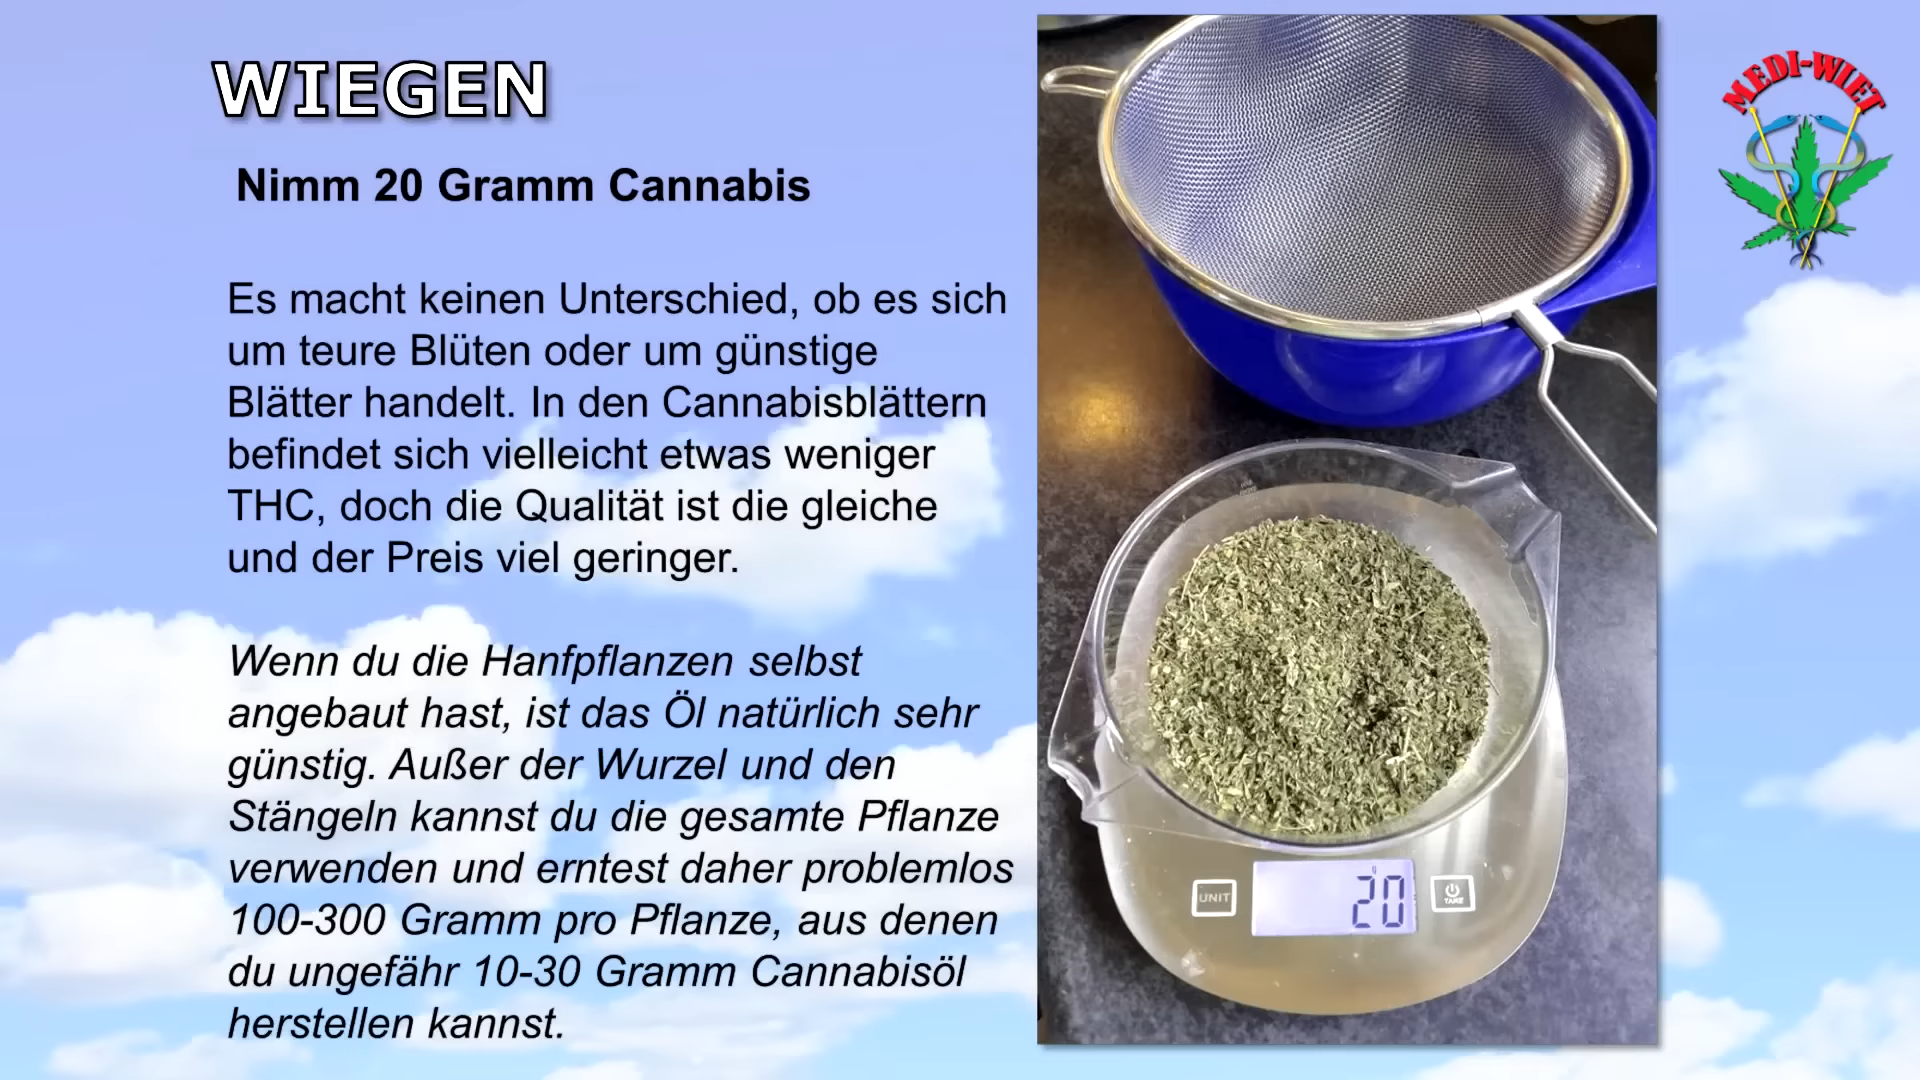 WIEGEN
Nimm 20 Gramm Cannabis
Es macht keinen Unterschied, ob es sich
um teure Blüten oder um günstige
Blätter handelt. In den Cannabisblättern
befindet sich vielleicht etwas weniger
THC, doch die Qualität ist die gleiche
und der Preis viel geringer.
Wenn du die Hanfpflanzen selbst
angebaut hast, ist das Öl natürlich sehr
günstig. Außer der Wurzel und den
Stängeln kannst du die gesamte Pflanze
verwenden und erntest daher problemlos
100-300 Gramm pro Pflanze, aus denen
du ungefähr 10-30 Gramm Cannabisöl
herstellen kannst.
UNIT
20
TARE
MEDI-WIET